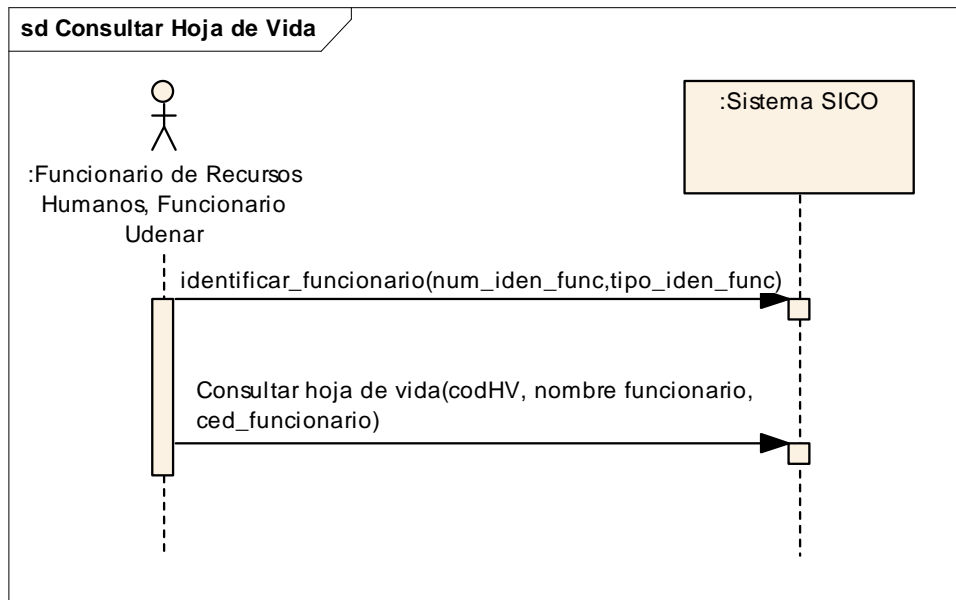 sd Consultar Hoja de Vida
:Funcionario de Recursos
Humanos, Funcionario
Udenar
:Sistema SICO
identificar_funcionario(num_iden_func,tipo_iden_func)
Consultar hoja de vida(codHV, nombre funcionario,
ced_funcionario)